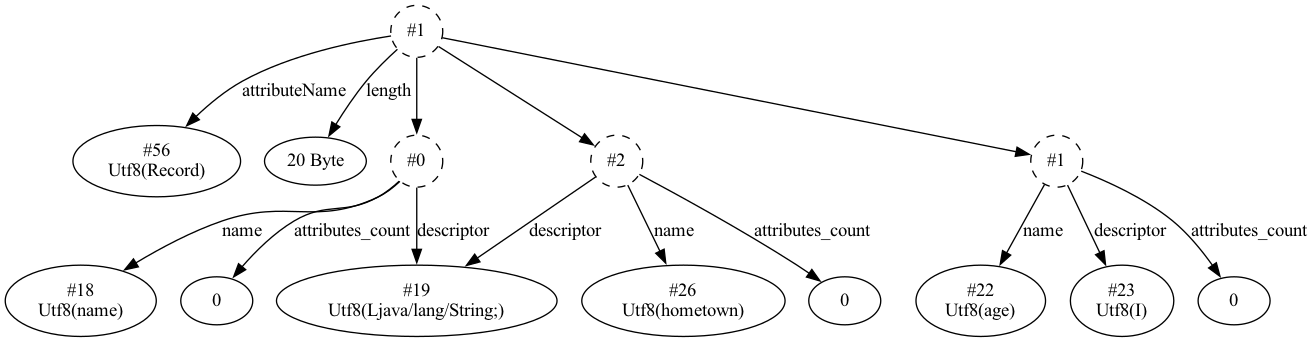 #1
attributeName
length
#56
Utf8(Record)
20 Byte
#0
#2
#1
name
attributes_count
descriptor
descriptor
name
attributes_count
name
descriptor
attributes_count
#18
Utf8(name)
0
#19
Utf8(Ljava/lang/String;)
#26
Utf8(hometown)
0
#22
Utf8(age)
#23
Utf8(I)
0